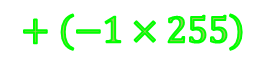 + (−1 × 255)